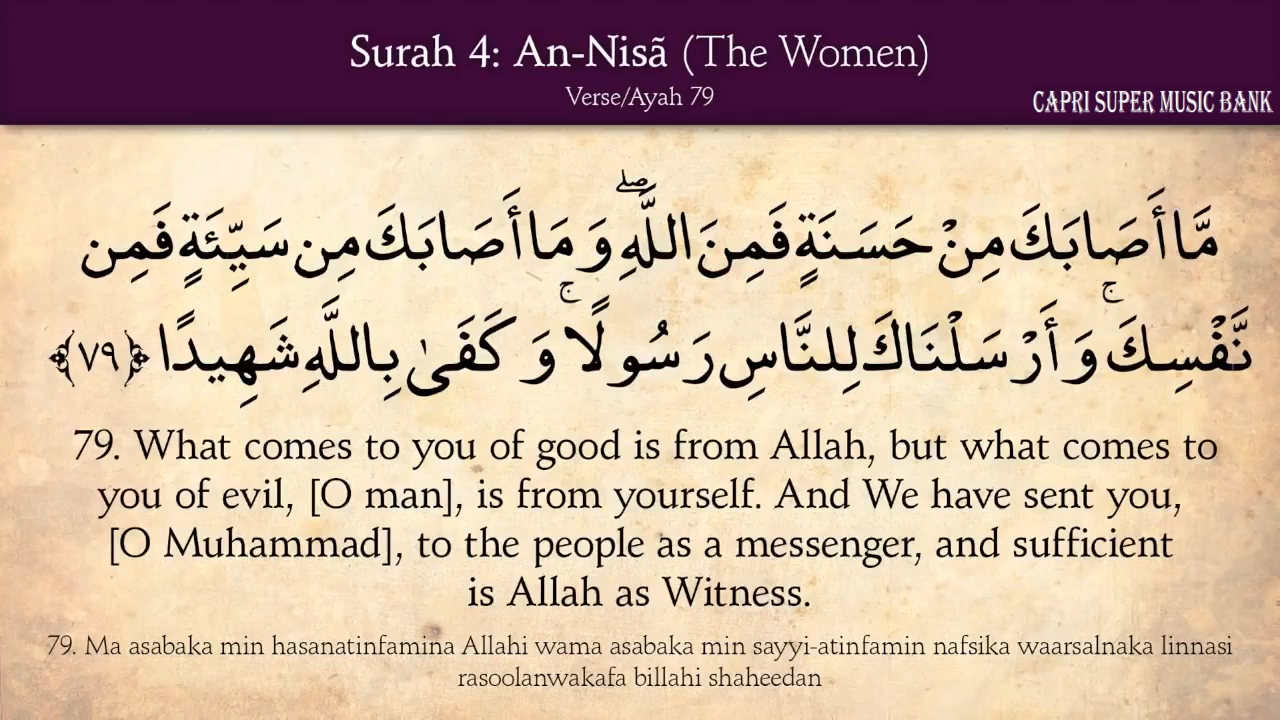 Surah 4: An-Nisã (The Women)
Verse/Ayah 79
CAPRI SUPER MUSIC BANK
مَّا أَصَابَكَ مِنْ حَسَنَةٍ فَمِنَ اللَّهِ ۖ وَ مَا أَصَابَكَ مِن سَيِّئَةٍ فَمِن
نَّفْسِكَ ۚ وَ أَرْسَلْنَاكَ لِلنَّاسِ رَسُولًا ۚ وَ كَفَىٰ بِاللَّهِ شَهِيدًا ﴿٧٩﴾
79. What comes to you of good is from Allah, but what comes to
you of evil, [O man], is from yourself. And We have sent you,
[O Muhammad], to the people as a messenger, and sufficient
is Allah as Witness.
79. Ma asabaka min hasanatinfamina Allahi wama asabaka min sayyi-atinfamin nafsika waarsalnaka linnasi
rasoolanwakafa billahi shaheedan